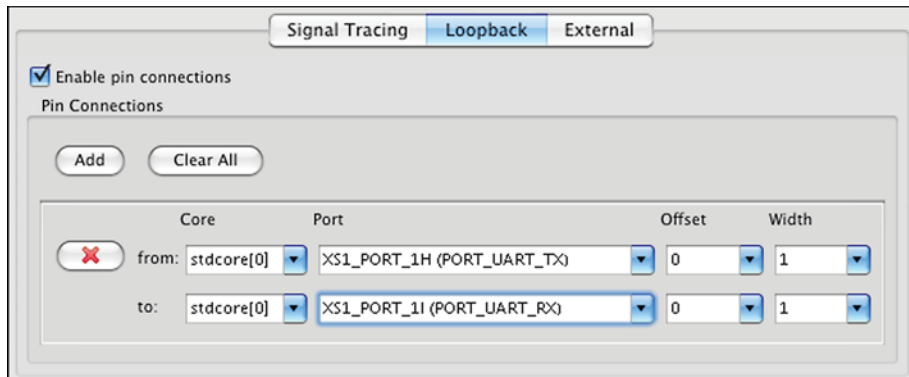 Signal Tracing Loopback External
Enable pin connections
Pin Connections
Add Clear All
Core Port Offset Width
from: stdcore[0] XS1_PORT_1H (PORT_UART_TX) 0 1
to: stdcore[0] XS1_PORT_1I (PORT_UART_RX) 0 1